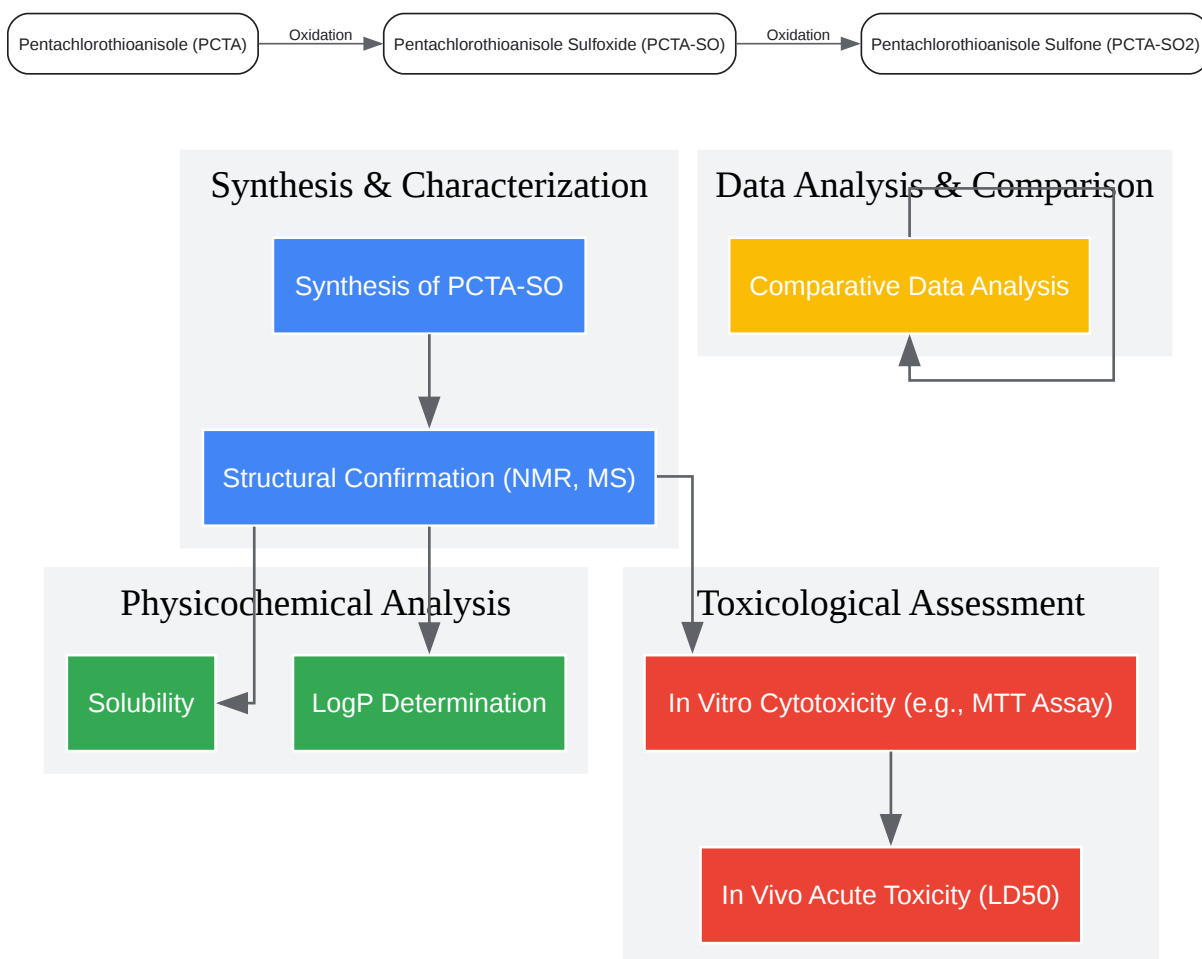 Pentachlorothioanisole (PCTA)
Oxidation
Pentachlorothioanisole Sulfoxide (PCTA-SO)
Oxidation
Pentachlorothioanisole Sulfone (PCTA-SO2)
Synthesis & Characterization
Data Analysis & Comparison
Synthesis of PCTA-SO
Comparative Data Analysis
Structural Confirmation (NMR, MS)
Physicochemical Analysis
Toxicological Assessment
Solubility
LogP Determination
In Vitro Cytotoxicity (e.g., MTT Assay)
In Vivo Acute Toxicity (LD50)